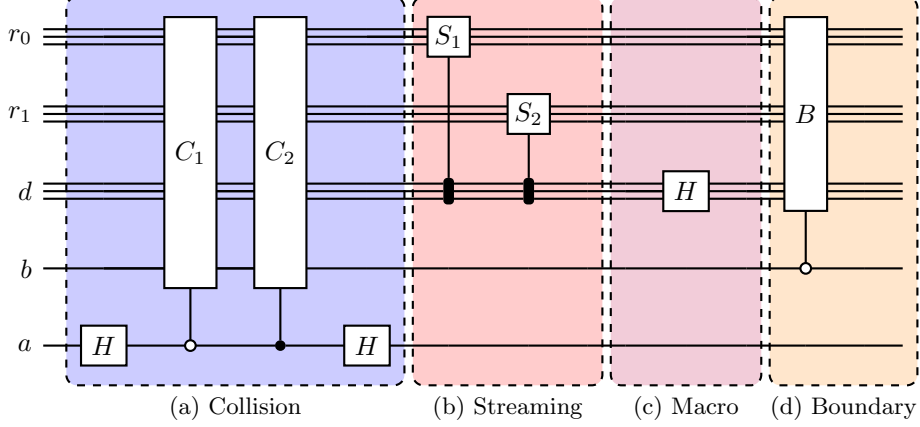 r₀ S₁
r₁ C₁ C₂ S₂ B
d H
b
a H H
(a) Collision (b) Streaming (c) Macro (d) Boundary